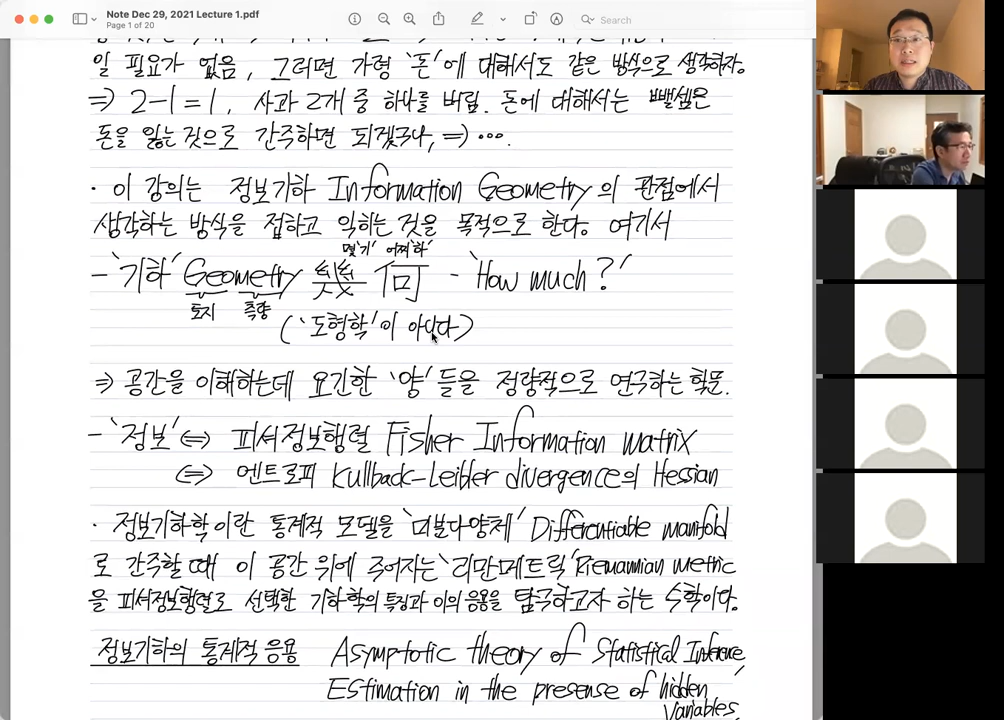 Note Dec 29, 2021 Lecture 1.pdf
Page 1 of 20
Search
일 필요가 없음, 그러면 가령 '돈'에 대해서도 같은 방식으로 생각하자.
⇒ 2-1=1, 사과 2개 중 하나를 버림. 돈에 대해서는 뺄셈은
돈을 잃는 것으로 간주하면 되겠구나, ⇒ ….
· 이 강의는 정보기하 Information Geometry의 관점에서
생각하는 방식을 접하고 익히는 것을 목적으로 한다. 여기서
몇'기' 어찌'하'
- '기하' Geometry 幾何 - 'How much?'
토지 측량
('도형학'이 아니다)
⇒ 공간을 이해하는데 요긴한 '양'들을 정량적으로 연구하는 학문.
- '정보' ⇔ 피셔정보행렬 Fisher Information matrix
⇔ 엔트로피 Kullback-Leibler divergence의 Hessian
· 정보기하학이란 통계적 모델을 '미분다양체' Differentiable manifold
로 간주할 때 이 공간 위에 주어지는 '리만메트릭' Riemannian metric
을 피셔정보행렬로 선택한 기하학의 특징과 이의 응용을 탐구하고자 하는 수학이다.
정보기하의 통계적 응용 Asymptotic theory of Statistical Inference,
Estimation in the presense of hidden
variables,